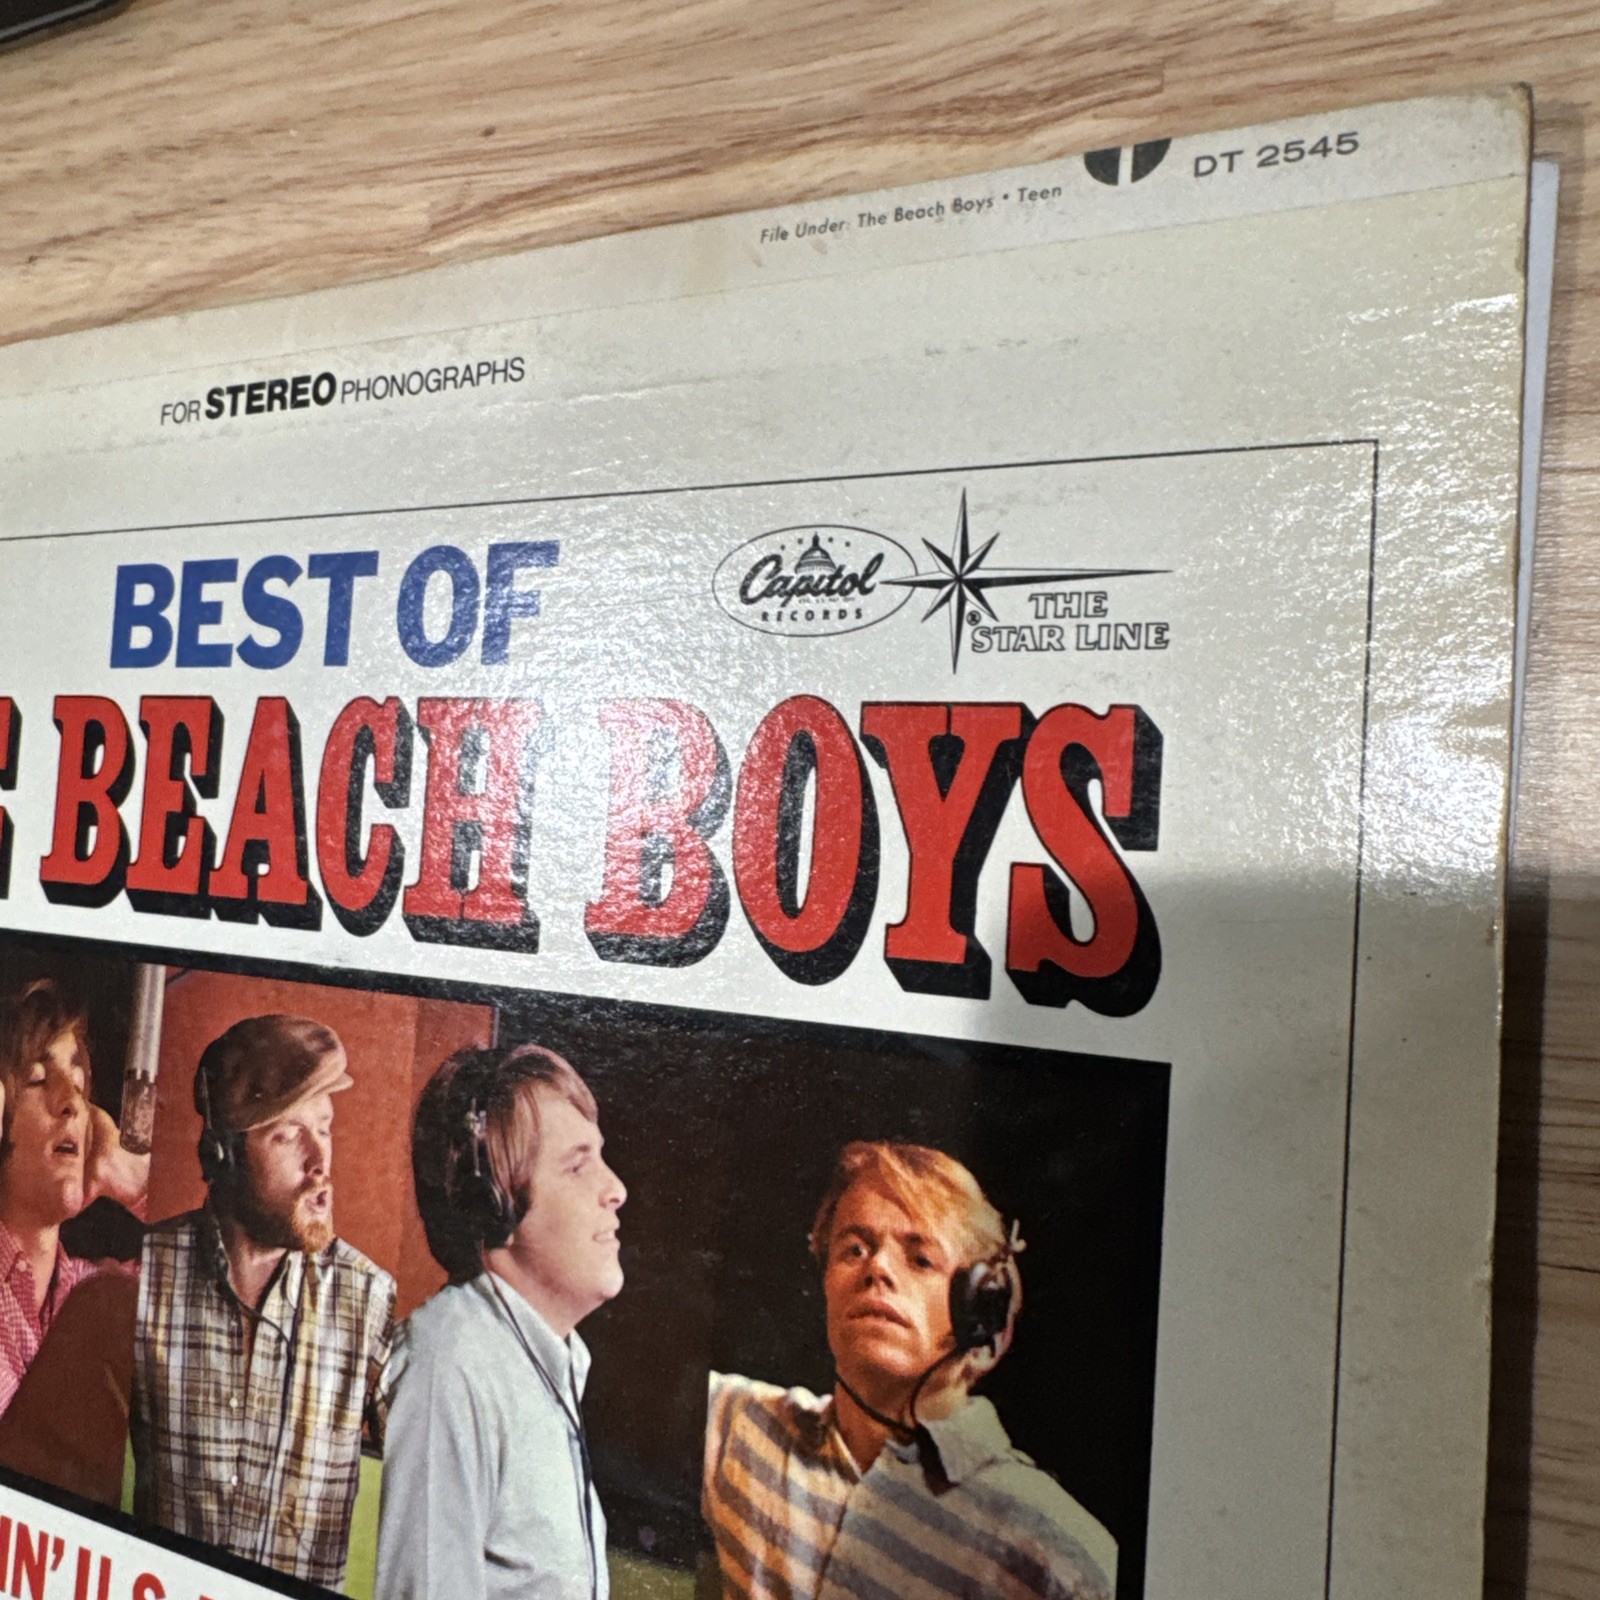 DT 2545
File Under: The Beach Boys • Teen
FOR STEREO PHONOGRAPHS
BEST OF
Capitol
RECORDS
®
THE
STAR LINE
E BEACH BOYS
IN' U.S.